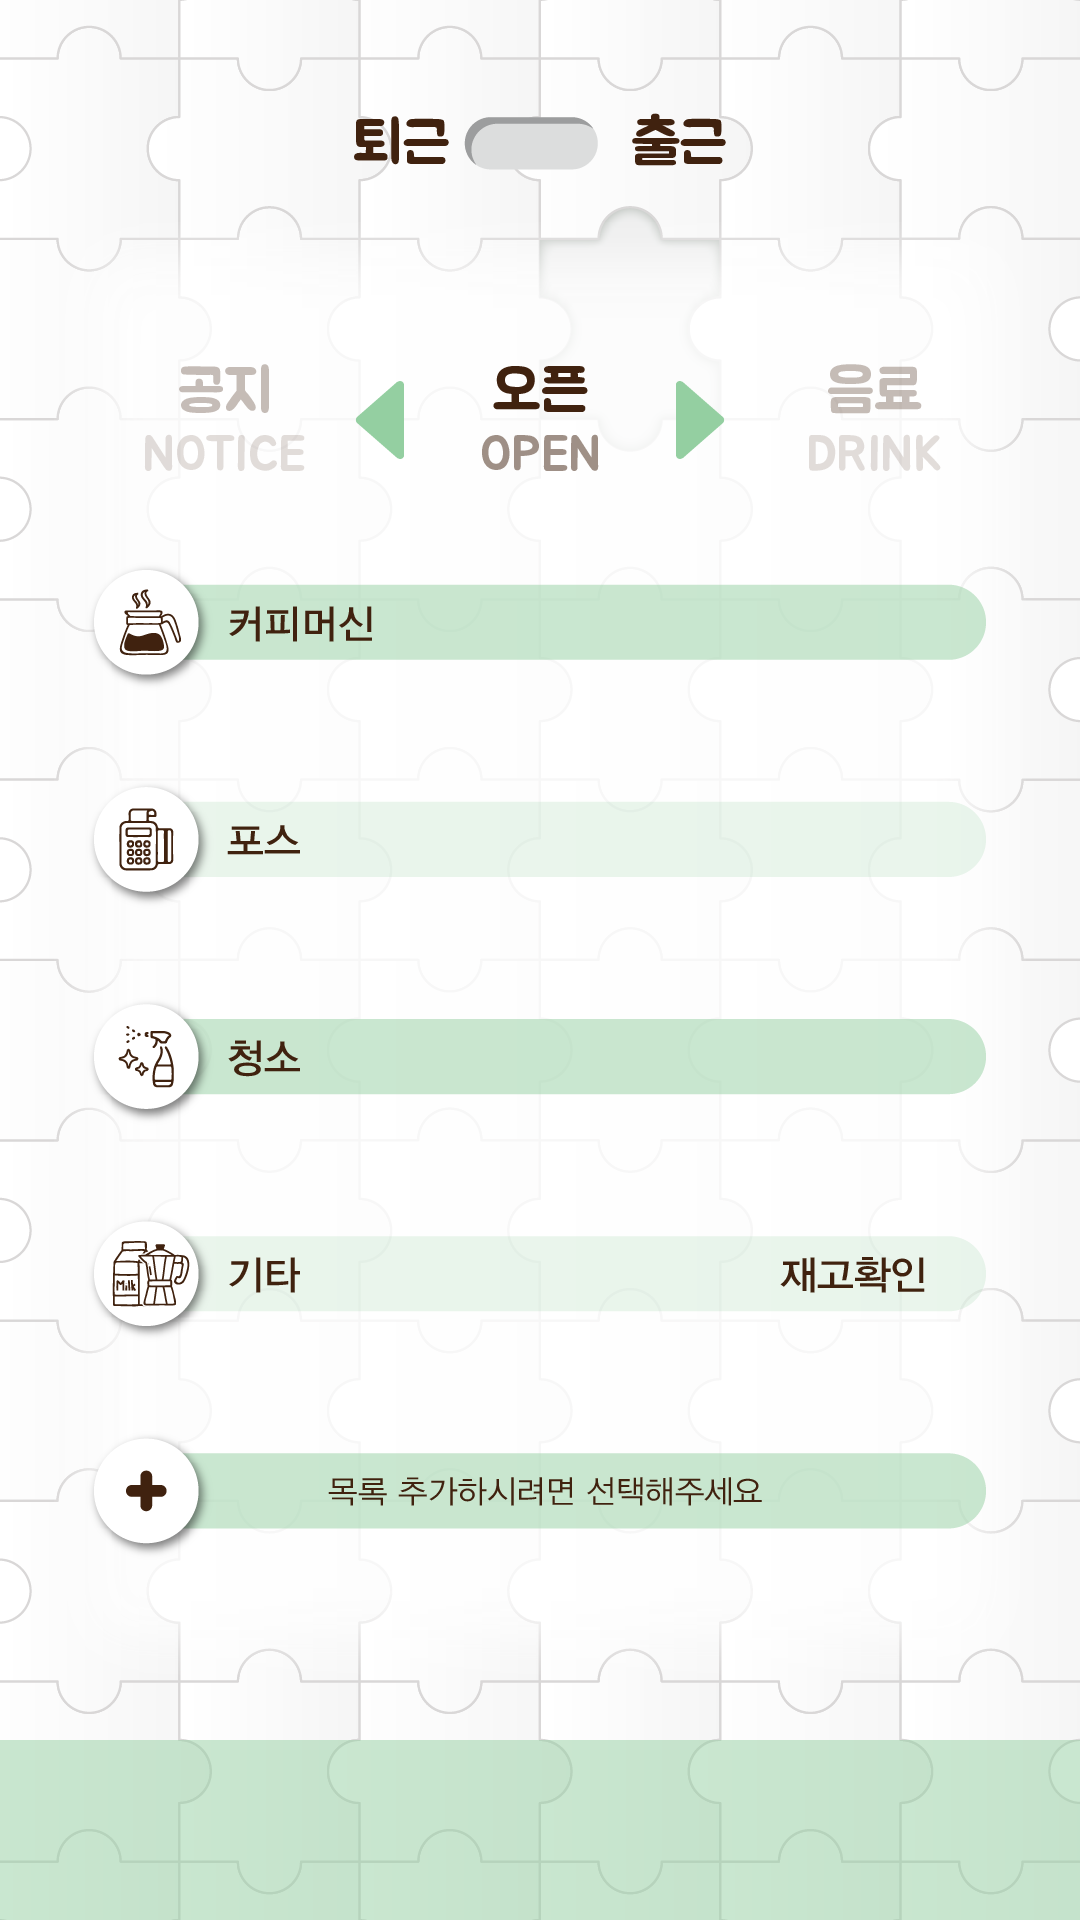 퇴근 출근
공지 오픈 음료
NOTICE OPEN DRINK
커피머신
포스
청소
Milk
기타 재고확인
목록 추가하시려면 선택해주세요